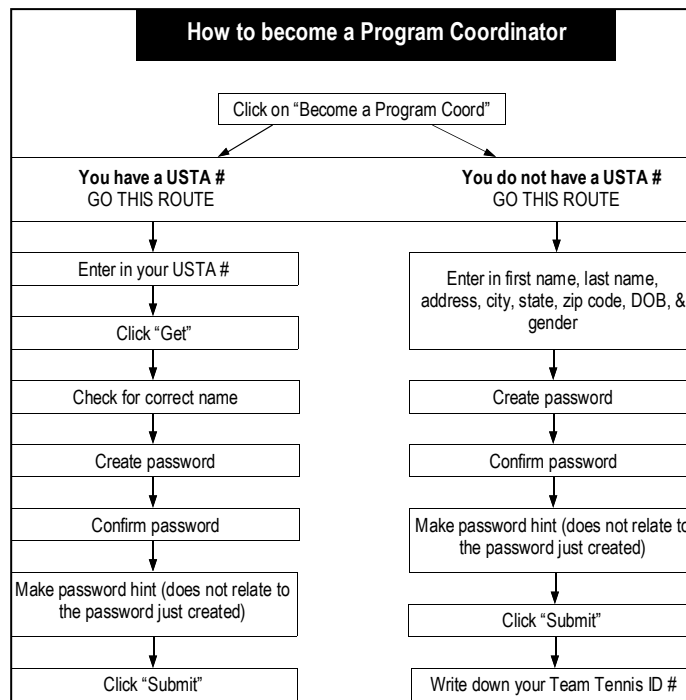 How to become a Program Coordinator
Click on “Become a Program Coord”
You have a USTA #
GO THIS ROUTE
Enter in your USTA #
Click “Get”
Check for correct name
Create password
Confirm password
Make password hint (does not relate to
the password just created)
Click “Submit”
You do not have a USTA #
GO THIS ROUTE
Enter in first name, last name,
address, city, state, zip code, DOB, &
gender
Create password
Confirm password
Make password hint (does not relate to
the password just created)
Click “Submit”
Write down your Team Tennis ID #